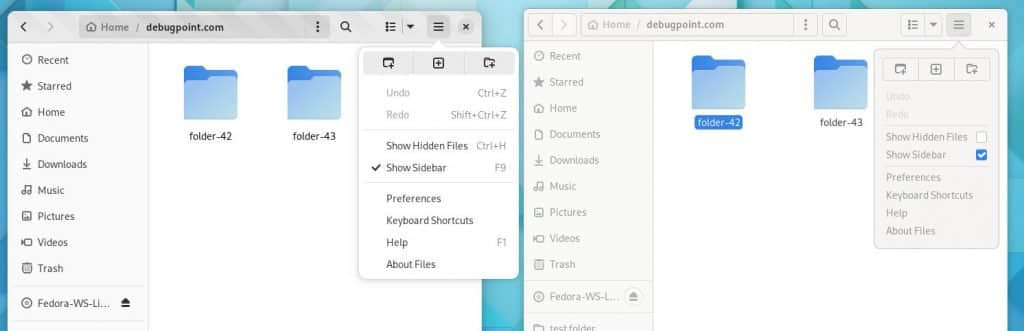 Home / debugpoint.com
Recent
Starred
Home
Documents
Downloads
Music
Pictures
Videos
Trash
Fedora-WS-Li...
folder-42
folder-43
Undo Ctrl+Z
Redo Shift+Ctrl+Z
Show Hidden Files Ctrl+H
Show Sidebar F9
Preferences
Keyboard Shortcuts
Help F1
About Files
Home / debugpoint.com
Recent
Starred
Home
Documents
Downloads
Music
Pictures
Videos
Trash
Fedora-WS-Li...
test folder
folder-42
folder-43
Undo
Redo
Show Hidden Files
Show Sidebar
Preferences
Keyboard Shortcuts
Help
About Files